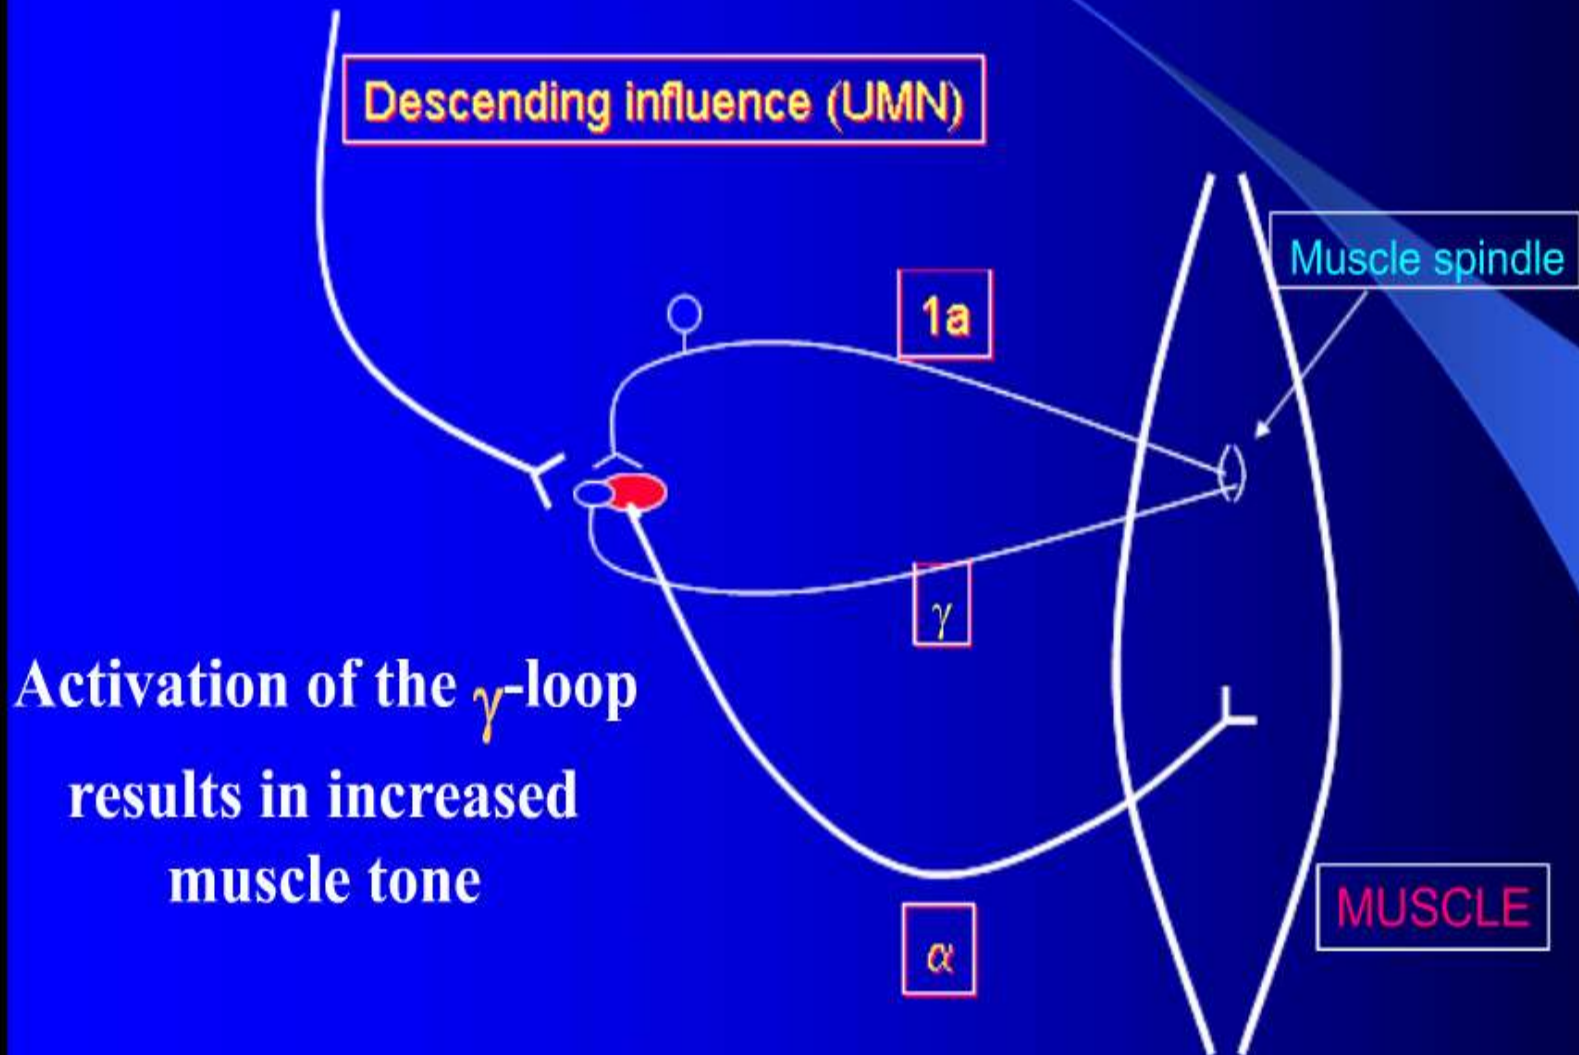 Descending influence (UMN)
Muscle spindle
1a
γ
Activation of the γ-loop
results in increased
muscle tone
MUSCLE
α